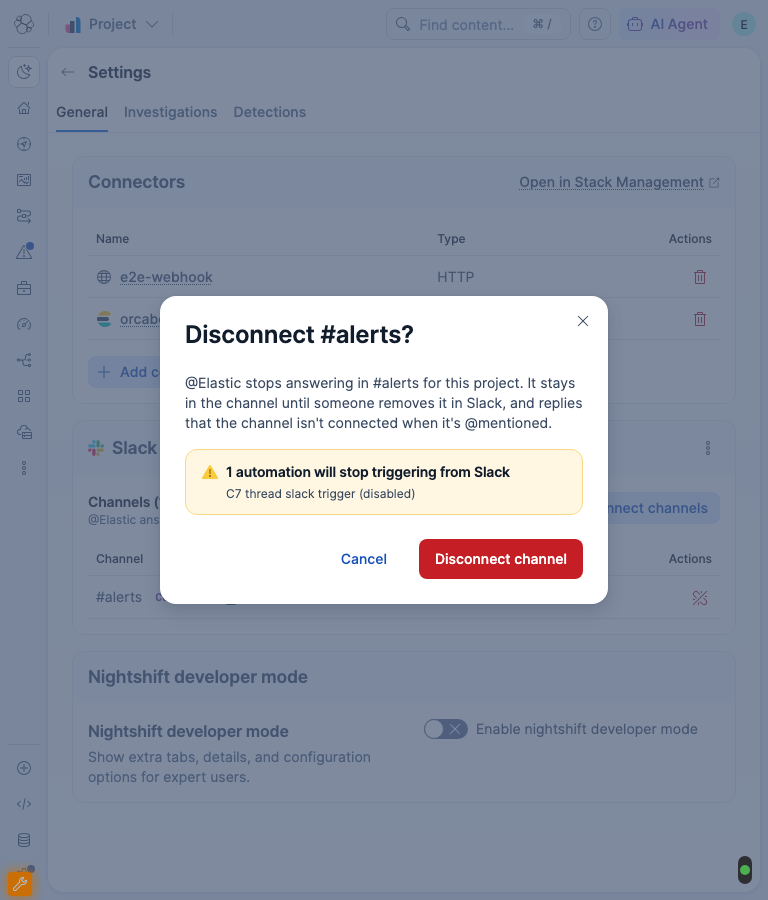 Project
Find content...
⌘ /
AI Agent
E
Settings
General
Investigations
Detections
Connectors
Open in Stack Management
Name
Type
Actions
e2e-webhook
HTTP
Disconnect #alerts?
@Elastic stops answering in #alerts for this project. It stays
in the channel until someone removes it in Slack, and replies
that the channel isn't connected when it's @mentioned.
1 automation will stop triggering from Slack
C7 thread slack trigger (disabled)
Cancel
Disconnect channel
Add
Slack
Channels
@Elastic
channels
Channel
Actions
#alerts
Nightshift developer mode
Nightshift developer mode
Enable nightshift developer mode
Show extra tabs, details, and configuration
options for expert users.